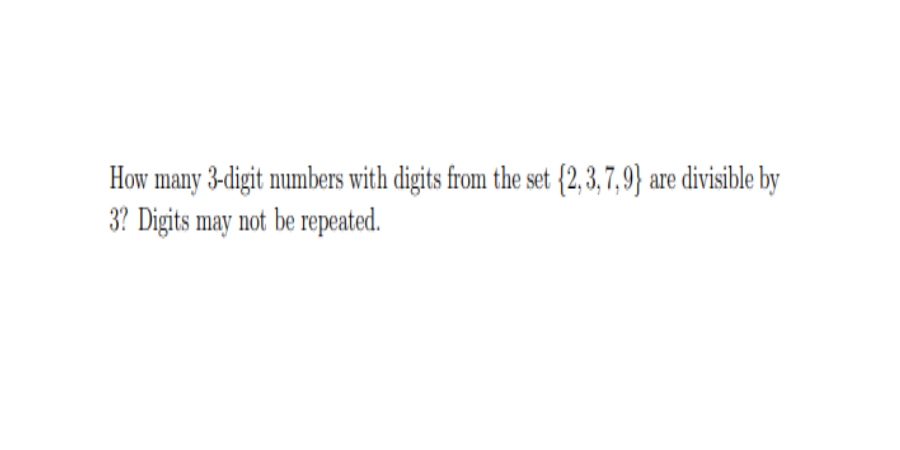 How many 3-digit numbers with digits from the set {2, 3, 7, 9} are divisible by
3? Digits may not be repeated.